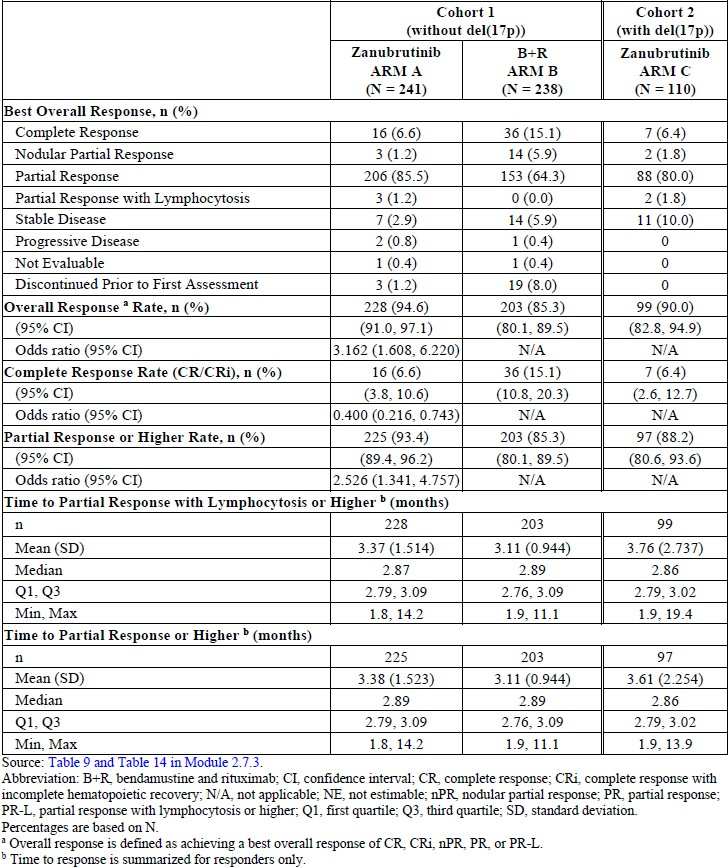 Cohort 1 Cohort 2
(without del(17p)) (with del(17p))
Zanubrutinib B+R Zanubrutinib
ARM A ARM B ARM C
(N = 241) (N = 238) (N = 110)
Best Overall Response, n (%)
Complete Response 16 (6.6) 36 (15.1) 7 (6.4)
Nodular Partial Response 3 (1.2) 14 (5.9) 2 (1.8)
Partial Response 206 (85.5) 153 (64.3) 88 (80.0)
Partial Response with Lymphocytosis 3 (1.2) 0 (0.0) 2 (1.8)
Stable Disease 7 (2.9) 14 (5.9) 11 (10.0)
Progressive Disease 2 (0.8) 1 (0.4) 0
Not Evaluable 1 (0.4) 1 (0.4) 0
Discontinued Prior to First Assessment 3 (1.2) 19 (8.0) 0
Overall Response a Rate, n (%) 228 (94.6) 203 (85.3) 99 (90.0)
(95% CI) (91.0, 97.1) (80.1, 89.5) (82.8, 94.9)
Odds ratio (95% CI) 3.162 (1.608, 6.220) N/A N/A
Complete Response Rate (CR/CRi), n (%) 16 (6.6) 36 (15.1) 7 (6.4)
(95% CI) (3.8, 10.6) (10.8, 20.3) (2.6, 12.7)
Odds ratio (95% CI) 0.400 (0.216, 0.743) N/A N/A
Partial Response or Higher Rate, n (%) 225 (93.4) 203 (85.3) 97 (88.2)
(95% CI) (89.4, 96.2) (80.1, 89.5) (80.6, 93.6)
Odds ratio (95% CI) 2.526 (1.341, 4.757) N/A N/A
Time to Partial Response with Lymphocytosis or Higher b (months)
n 228 203 99
Mean (SD) 3.37 (1.514) 3.11 (0.944) 3.76 (2.737)
Median 2.87 2.89 2.86
Q1, Q3 2.79, 3.09 2.76, 3.09 2.79, 3.02
Min, Max 1.8, 14.2 1.9, 11.1 1.9, 19.4
Time to Partial Response or Higher b (months)
n 225 203 97
Mean (SD) 3.38 (1.523) 3.11 (0.944) 3.61 (2.254)
Median 2.89 2.89 2.86
Q1, Q3 2.79, 3.09 2.76, 3.09 2.79, 3.02
Min, Max 1.8, 14.2 1.9, 11.1 1.9, 13.9
Source: Table 9 and Table 14 in Module 2.7.3.
Abbreviation: B+R, bendamustine and rituximab; CI, confidence interval; CR, complete response; CRi, complete response with
incomplete hematopoietic recovery; N/A, not applicable; NE, not estimable; nPR, nodular partial response; PR, partial response;
PR-L, partial response with lymphocytosis or higher; Q1, first quartile; Q3, third quartile; SD, standard deviation.
Percentages are based on N.
a Overall response is defined as achieving a best overall response of CR, CRi, nPR, PR, or PR-L.
b Time to response is summarized for responders only.